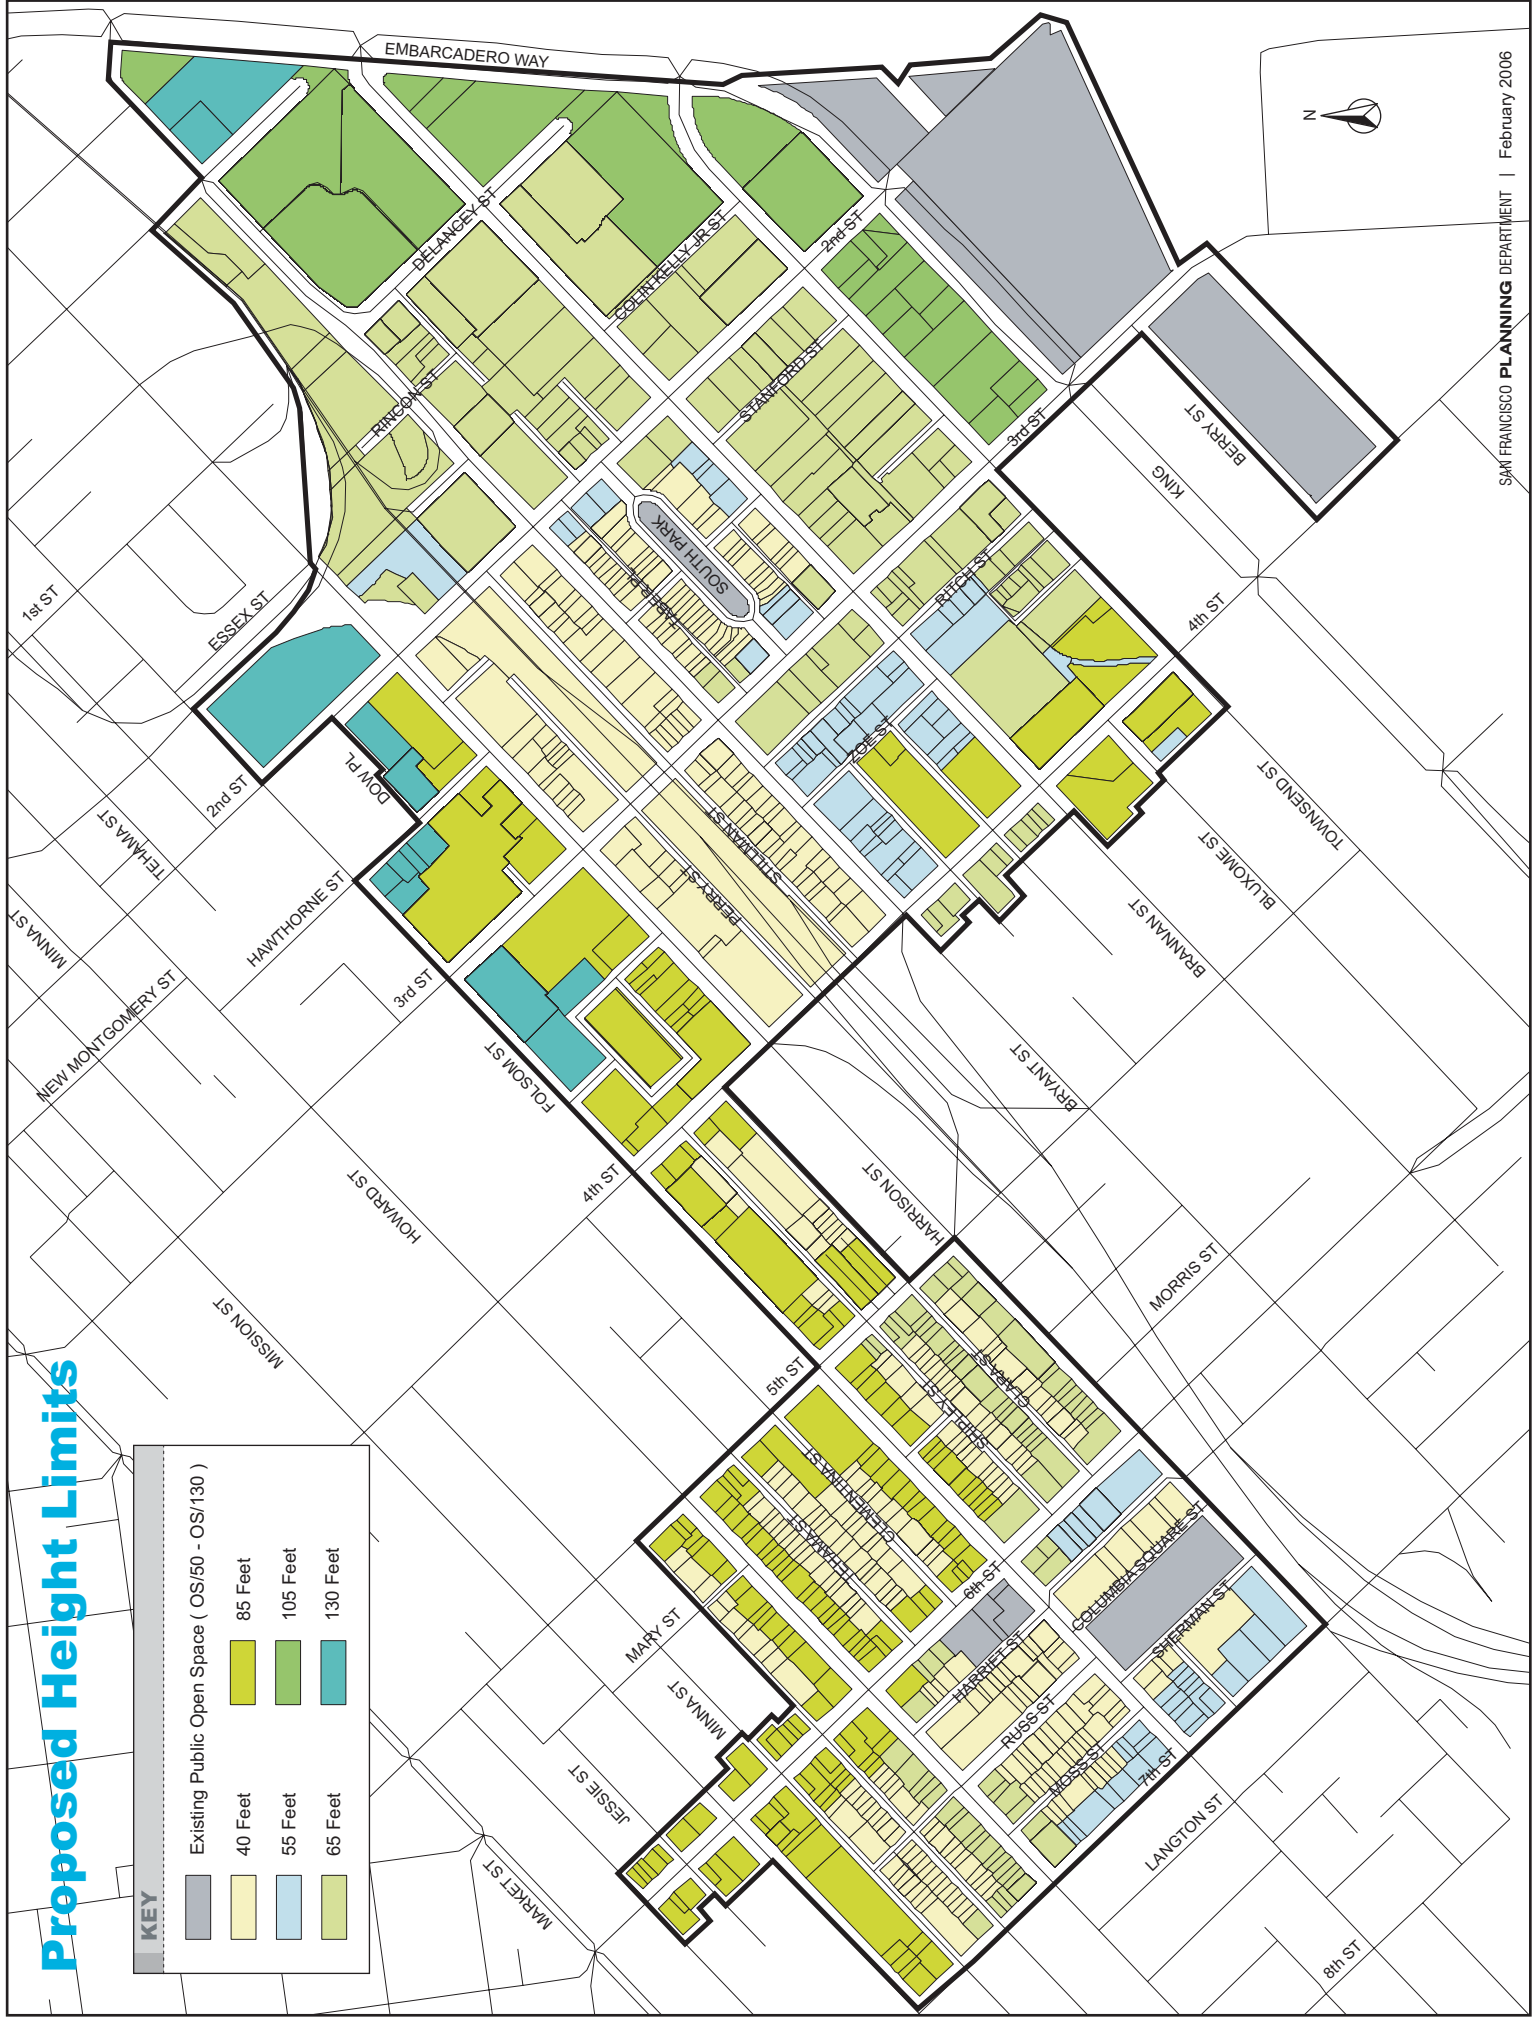 Proposed Height Limits
KEY
Existing Public Open Space ( OS/50 - OS/130 )
40 Feet
85 Feet
55 Feet
105 Feet
65 Feet
130 Feet
EMBARCADERO WAY
DELANCEY ST
COLIN KELLY JR ST
2nd ST
RINCON ST
STANFORD ST
3rd ST
BERRY ST
KING
SOUTH PARK
TABER PL
RITCH ST
4th ST
1st ST
ESSEX ST
DOW PL
2nd ST
TEHAMA ST
HAWTHORNE ST
MINNA ST
NEW MONTGOMERY ST
3rd ST
ZOE ST
TOWNSEND ST
BLUXOME ST
BRANNAN ST
STILLMAN ST
PERRY ST
FOLSOM ST
BRYANT ST
4th ST
HOWARD ST
HARRISON ST
MISSION ST
MORRIS ST
5th ST
CLARA ST
SHIPLEY ST
CLEMENTINA ST
TEHAMA ST
6th ST
COLUMBIA SQUARE ST
SHERMAN ST
HARRIET ST
MARY ST
MINNA ST
RUSS ST
MOSS ST
7th ST
JESSIE ST
LANGTON ST
MARKET ST
8th ST
N
SAN FRANCISCO PLANNING DEPARTMENT | February 2006